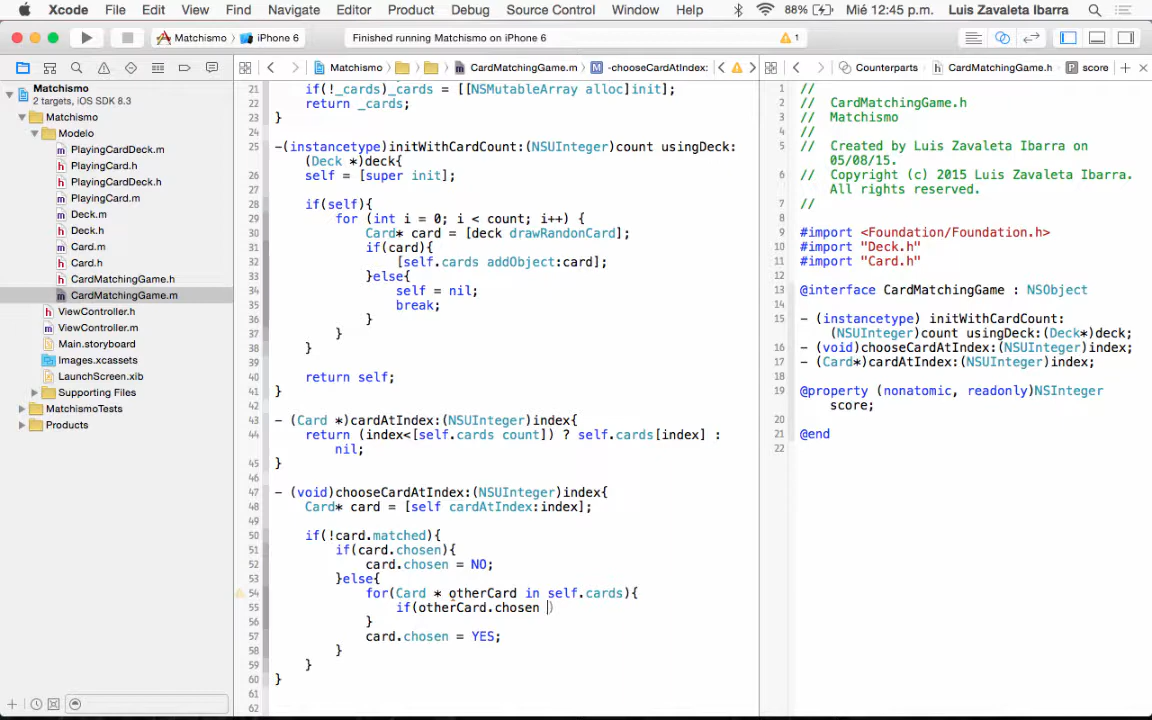 Xcode File Edit View Find Navigate Editor Product Debug Source Control Window Help 88% Mié 12:45 p.m. Luis Zavaleta Ibarra
Matchismo iPhone 6 Finished running Matchismo on iPhone 6 1
Matchismo CardMatchingGame.m M -chooseCardAtIndex: Counterparts CardMatchingGame.h P score
Matchismo
2 targets, iOS SDK 8.3
Matchismo
Modelo
m PlayingCardDeck.m
h PlayingCard.h
h PlayingCardDeck.h
m PlayingCard.m
m Deck.m
h Deck.h
m Card.m
h Card.h
h CardMatchingGame.h
m CardMatchingGame.m
h ViewController.h
m ViewController.m
Main.storyboard
Images.xcassets
LaunchScreen.xib
Supporting Files
MatchismoTests
Products
21 if(!_cards)_cards = [[NSMutableArray alloc]init];
22 return _cards;
23 }
24
25 -(instancetype)initWithCardCount:(NSUInteger)count usingDeck:
(Deck *)deck{
26 self = [super init];
27
28 if(self){
29 for (int i = 0; i < count; i++) {
30 Card* card = [deck drawRandonCard];
31 if(card){
32 [self.cards addObject:card];
33 }else{
34 self = nil;
35 break;
36 }
37 }
38 }
39
40 return self;
41 }
42
43 - (Card *)cardAtIndex:(NSUInteger)index{
44 return (index<[self.cards count]) ? self.cards[index] :
nil;
45 }
46
47 - (void)chooseCardAtIndex:(NSUInteger)index{
48 Card* card = [self cardAtIndex:index];
49
50 if(!card.matched){
51 if(card.chosen){
52 card.chosen = NO;
53 }else{
54 for(Card * otherCard in self.cards){
55 if(otherCard.chosen )
56 }
57 card.chosen = YES;
58 }
59 }
60 }
61
62
1 //
2 // CardMatchingGame.h
3 // Matchismo
4 //
5 // Created by Luis Zavaleta Ibarra on
05/08/15.
6 // Copyright (c) 2015 Luis Zavaleta Ibarra.
All rights reserved.
7 //
8
9 #import <Foundation/Foundation.h>
10 #import "Deck.h"
11 #import "Card.h"
12
13 @interface CardMatchingGame : NSObject
14
15 - (instancetype) initWithCardCount:
(NSUInteger)count usingDeck:(Deck*)deck;
16 - (void)chooseCardAtIndex:(NSUInteger)index;
17 - (Card*)cardAtIndex:(NSUInteger)index;
18
19 @property (nonatomic, readonly)NSInteger
score;
20
21 @end
22